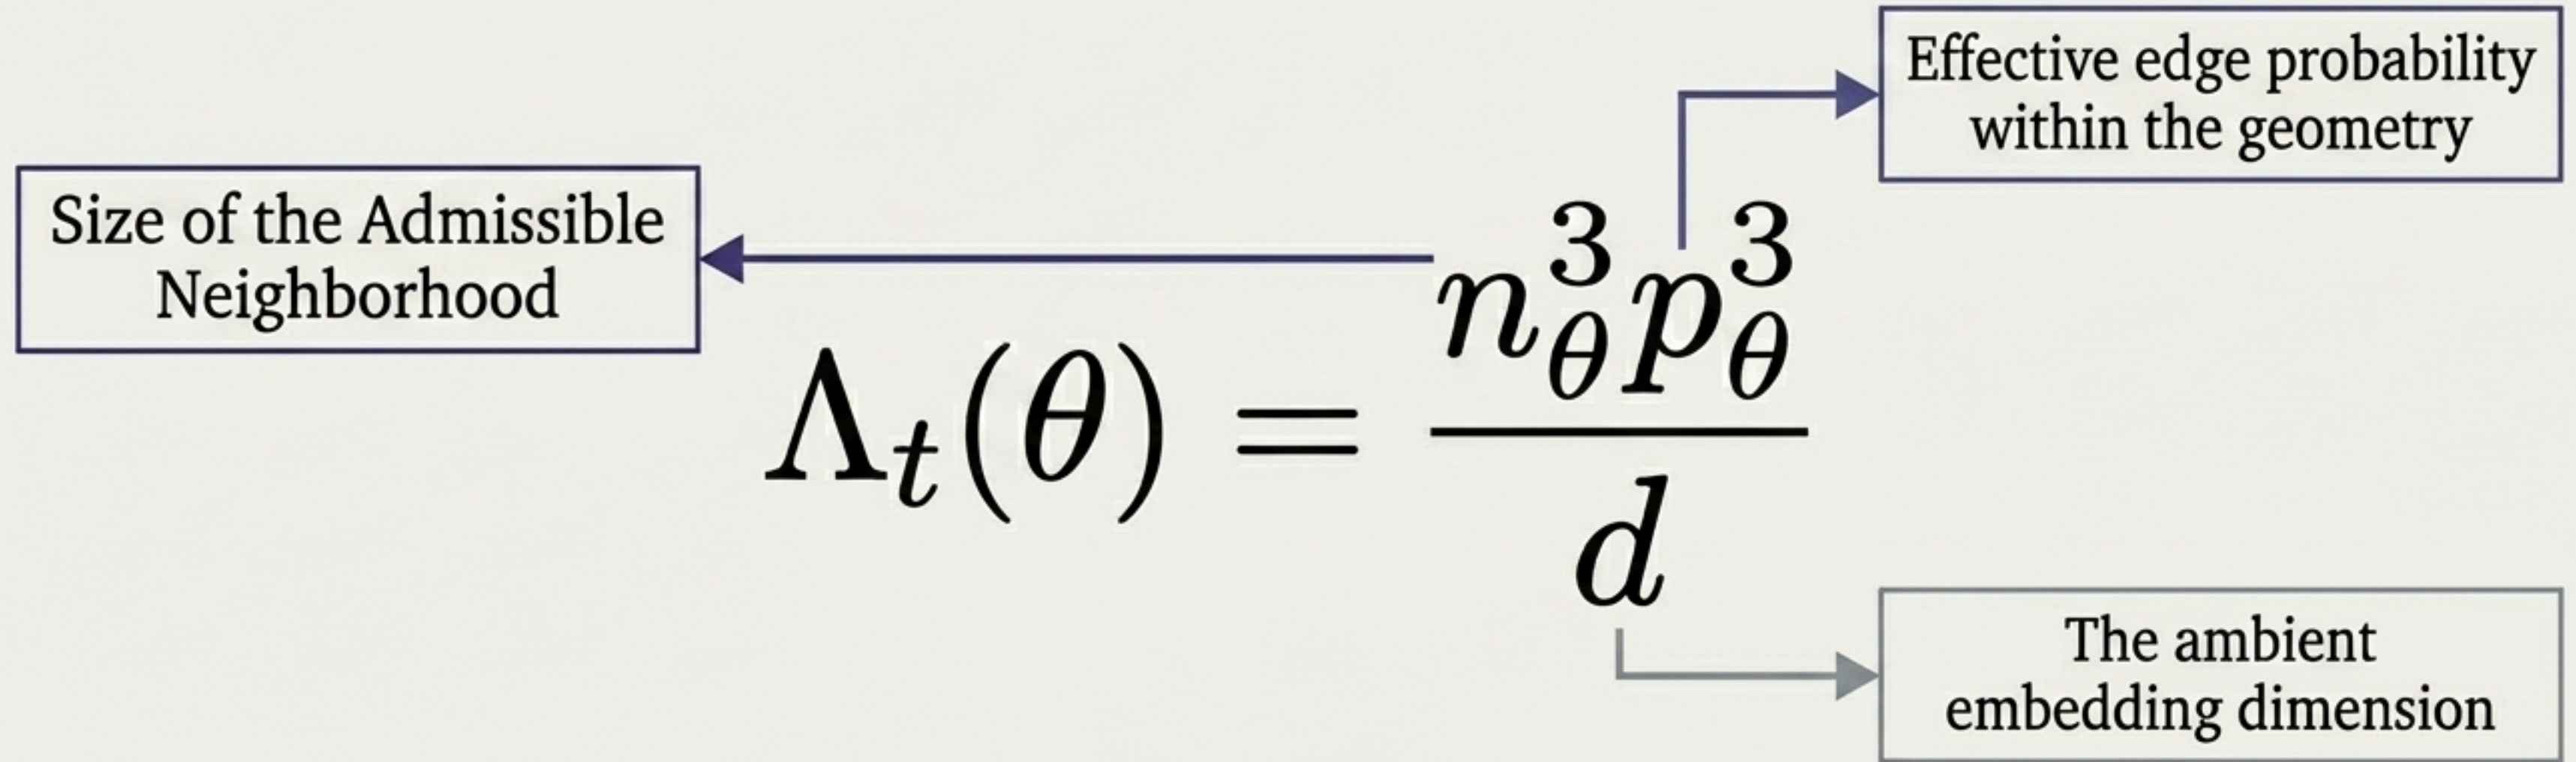 Effective edge probability
within the geometry
Size of the Admissible
Neighborhood
Λ_t(θ) = n_θ^3 p_θ^3 / d
The ambient
embedding dimension